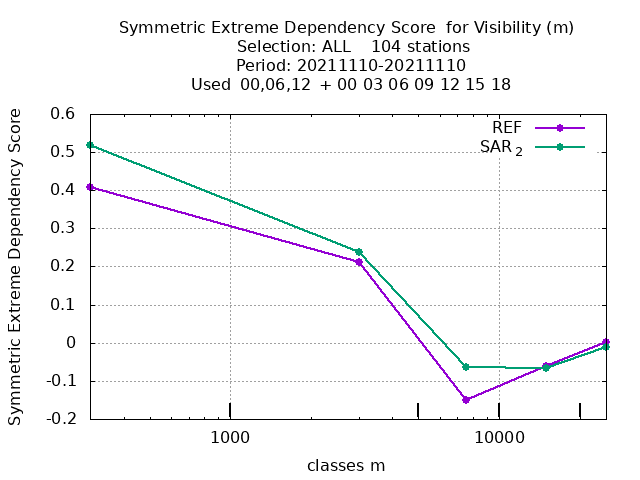 Symmetric Extreme Dependency Score  for Visibility (m)
Selection: ALL    104 stations
Period: 20211110-20211110
Used  00,06,12  + 00 03 06 09 12 15 18
Symmetric Extreme Dependency Score
0.6
0.5
0.4
0.3
0.2
0.1
0
-0.1
-0.2
REF
SAR 2
1000
10000
classes m